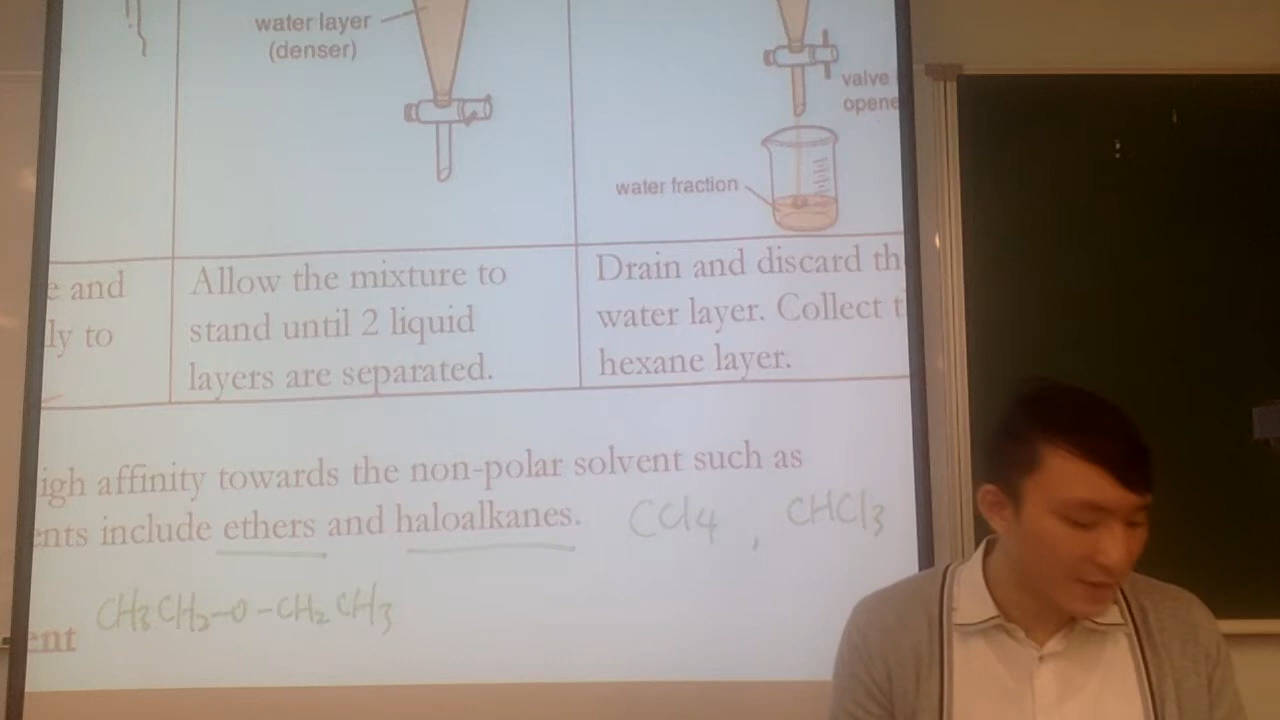 water layer
(denser)
valve
opene
water fraction
e and
ly to
Allow the mixture to
stand until 2 liquid
layers are separated.
Drain and discard th
water layer. Collect t
hexane layer.
igh affinity towards the non-polar solvent such as
ents include ethers and haloalkanes. CCl4 , CHCl3
CH3CH2-O-CH2CH3
ent